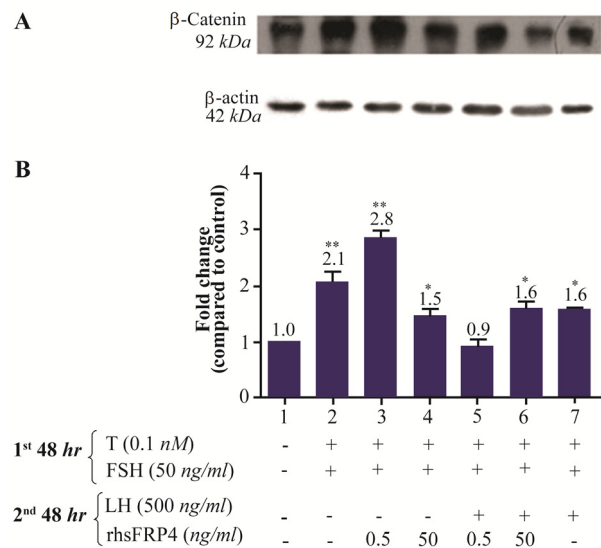 A
β-Catenin
92 kDa
β-actin
42 kDa
B
Fold change
(compared to control)
4
3
2
1
0
1.0
**
2.1
**
2.8
*
1.5
0.9
*
1.6
*
1.6
1 2 3 4 5 6 7
1st 48 hr
T (0.1 nM) - + + + + + +
FSH (50 ng/ml) - + + + + + +
2nd 48 hr
LH (500 ng/ml) - - - - + + +
rhsFRP4 (ng/ml) - - 0.5 50 0.5 50 -